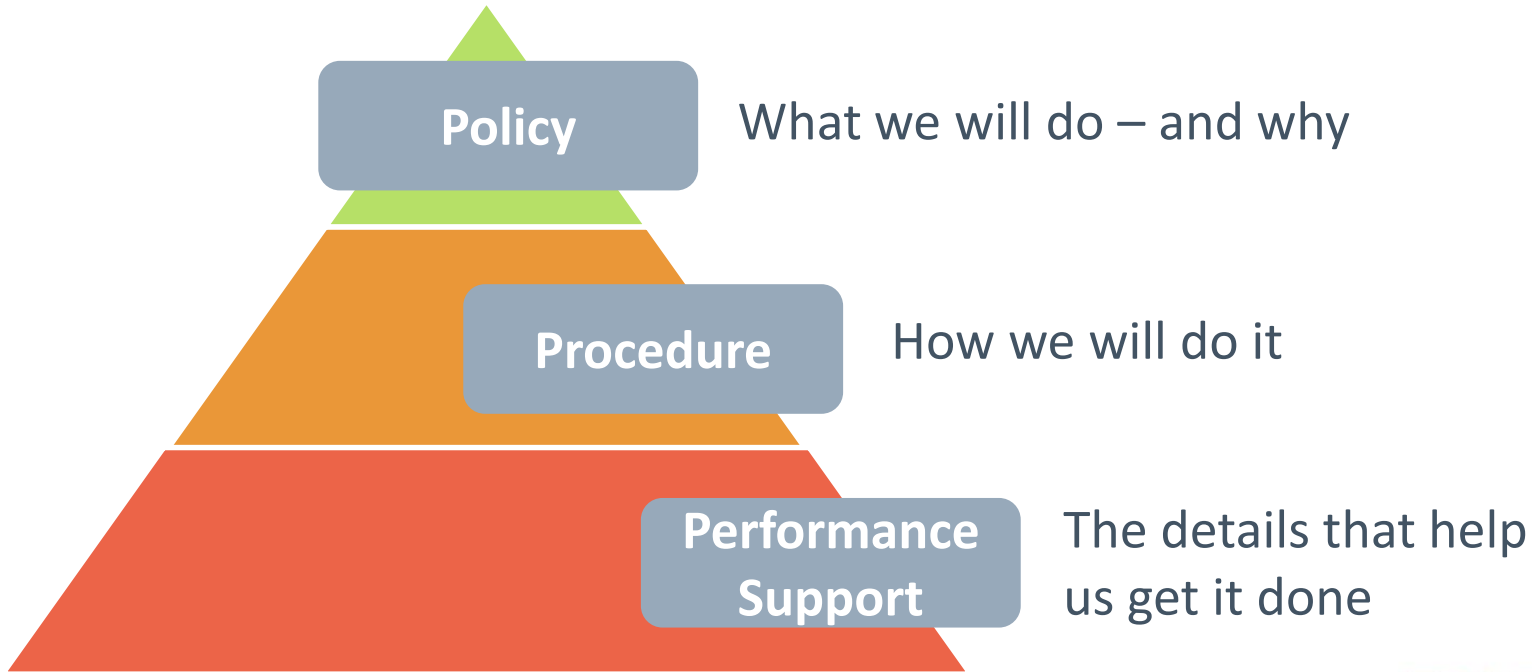 Policy
What we will do – and why
Procedure
How we will do it
Performance
Support
The details that help
us get it done